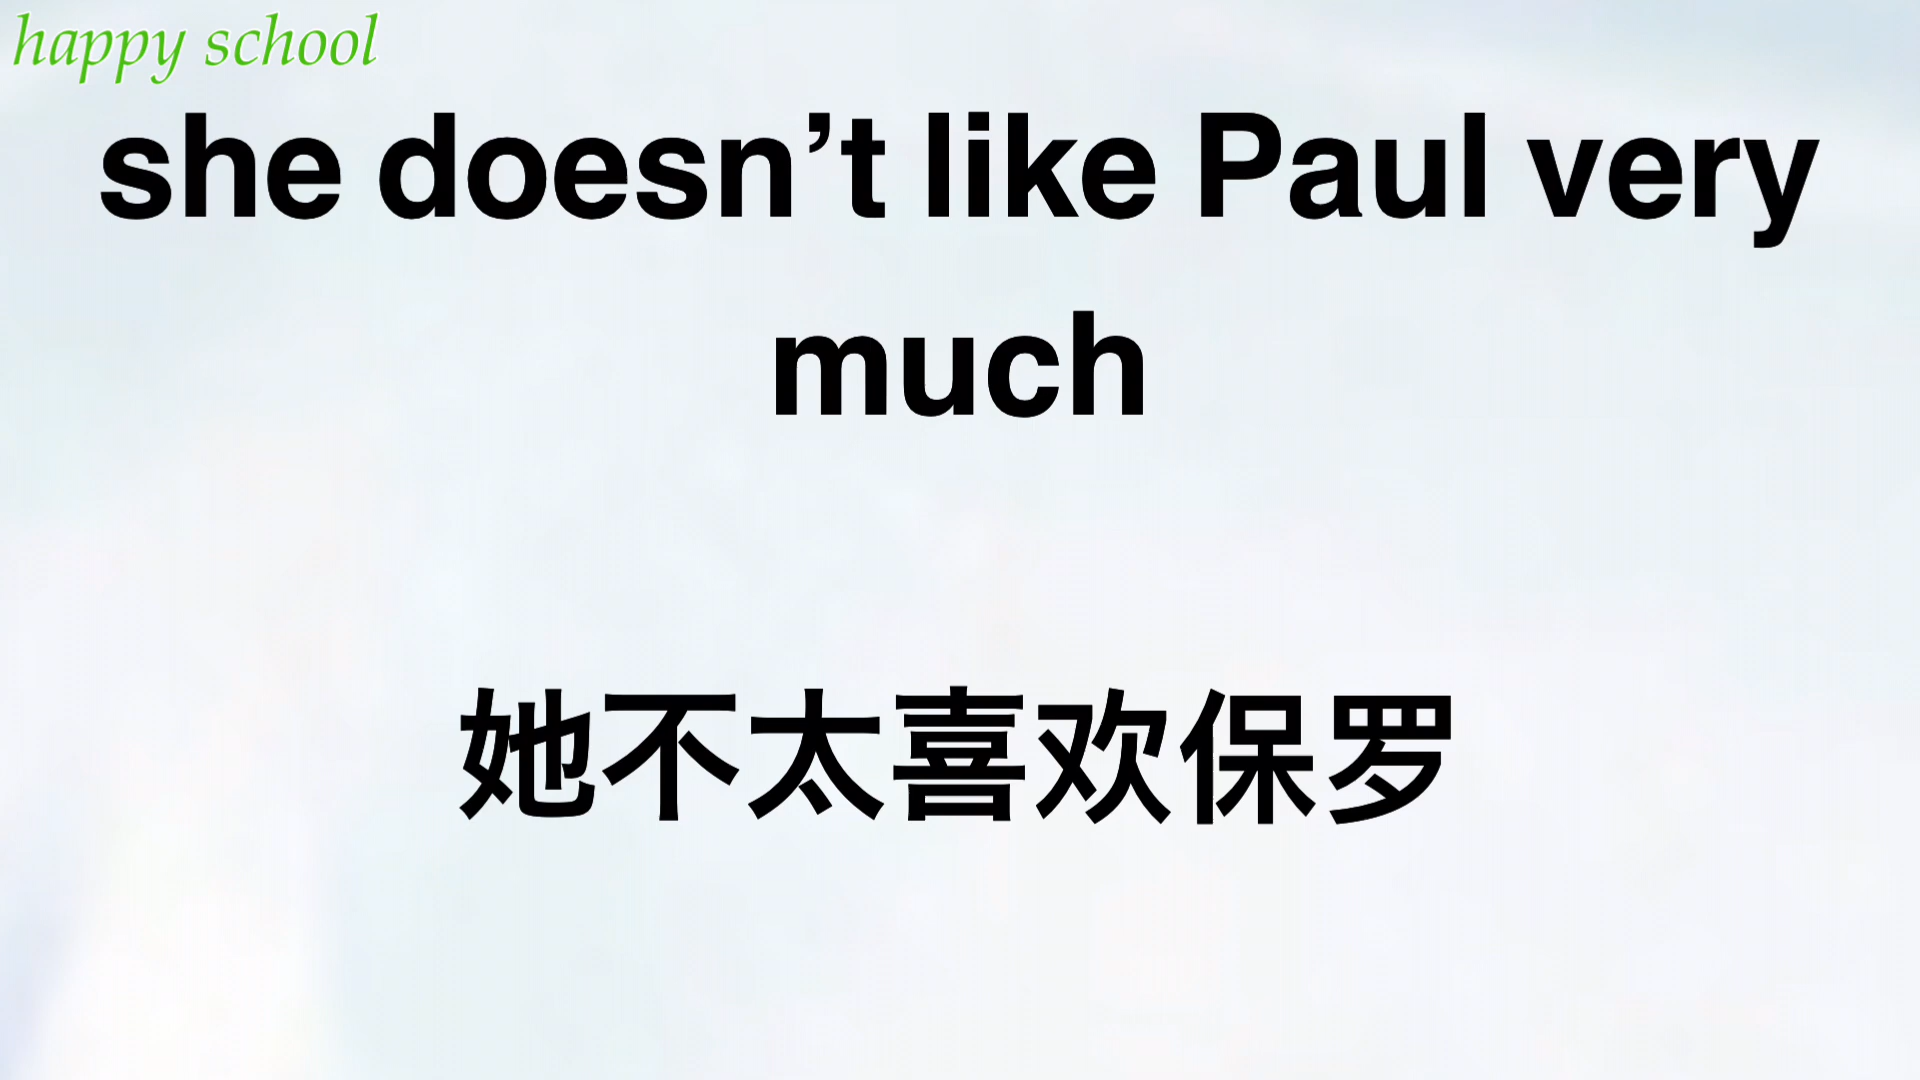 happy school
she doesn’t like Paul very
much
她不太喜欢保罗